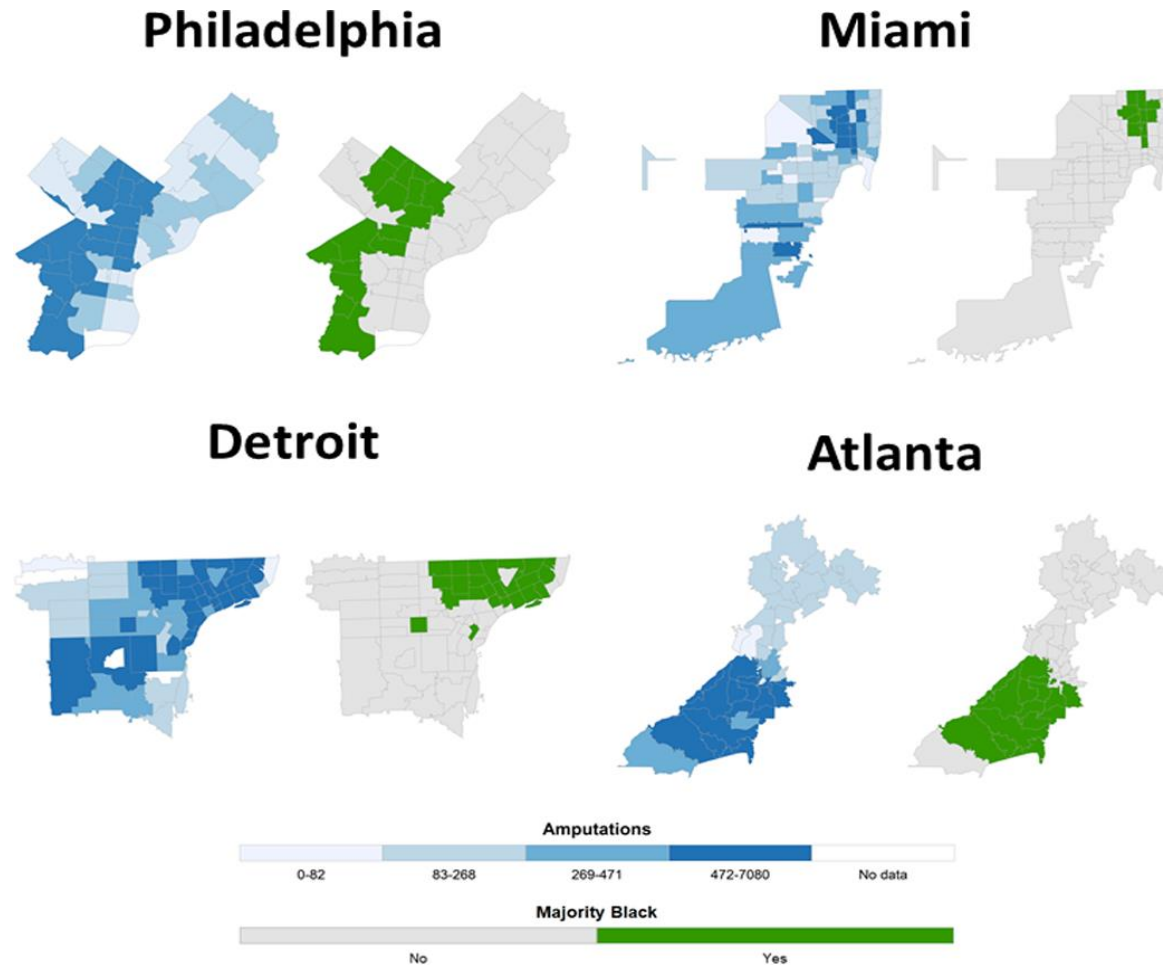 Philadelphia
Miami
Detroit
Atlanta
Amputations
0-82 83-268 269-471 472-7080 No data
Majority Black
No Yes